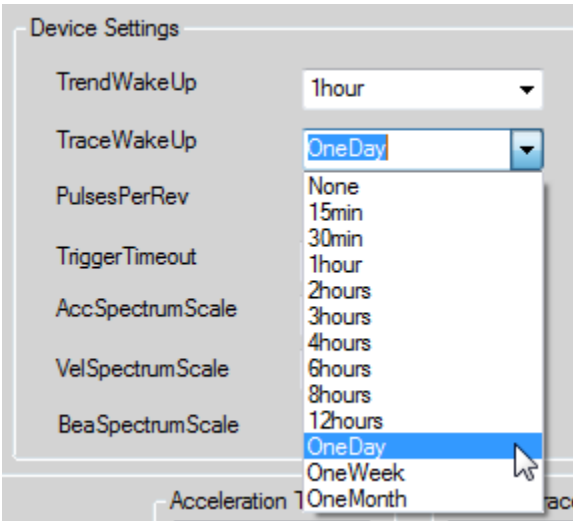 Device Settings
TrendWakeUp 1hour
TraceWakeUp OneDay
None
PulsesPerRev
15min
30min
TriggerTimeout
1hour
2hours
AccSpectrumScale
3hours
4hours
VelSpectrumScale
6hours
8hours
BeaSpectrumScale
12hours
OneDay
OneWeek
Acceleration
OneMonth